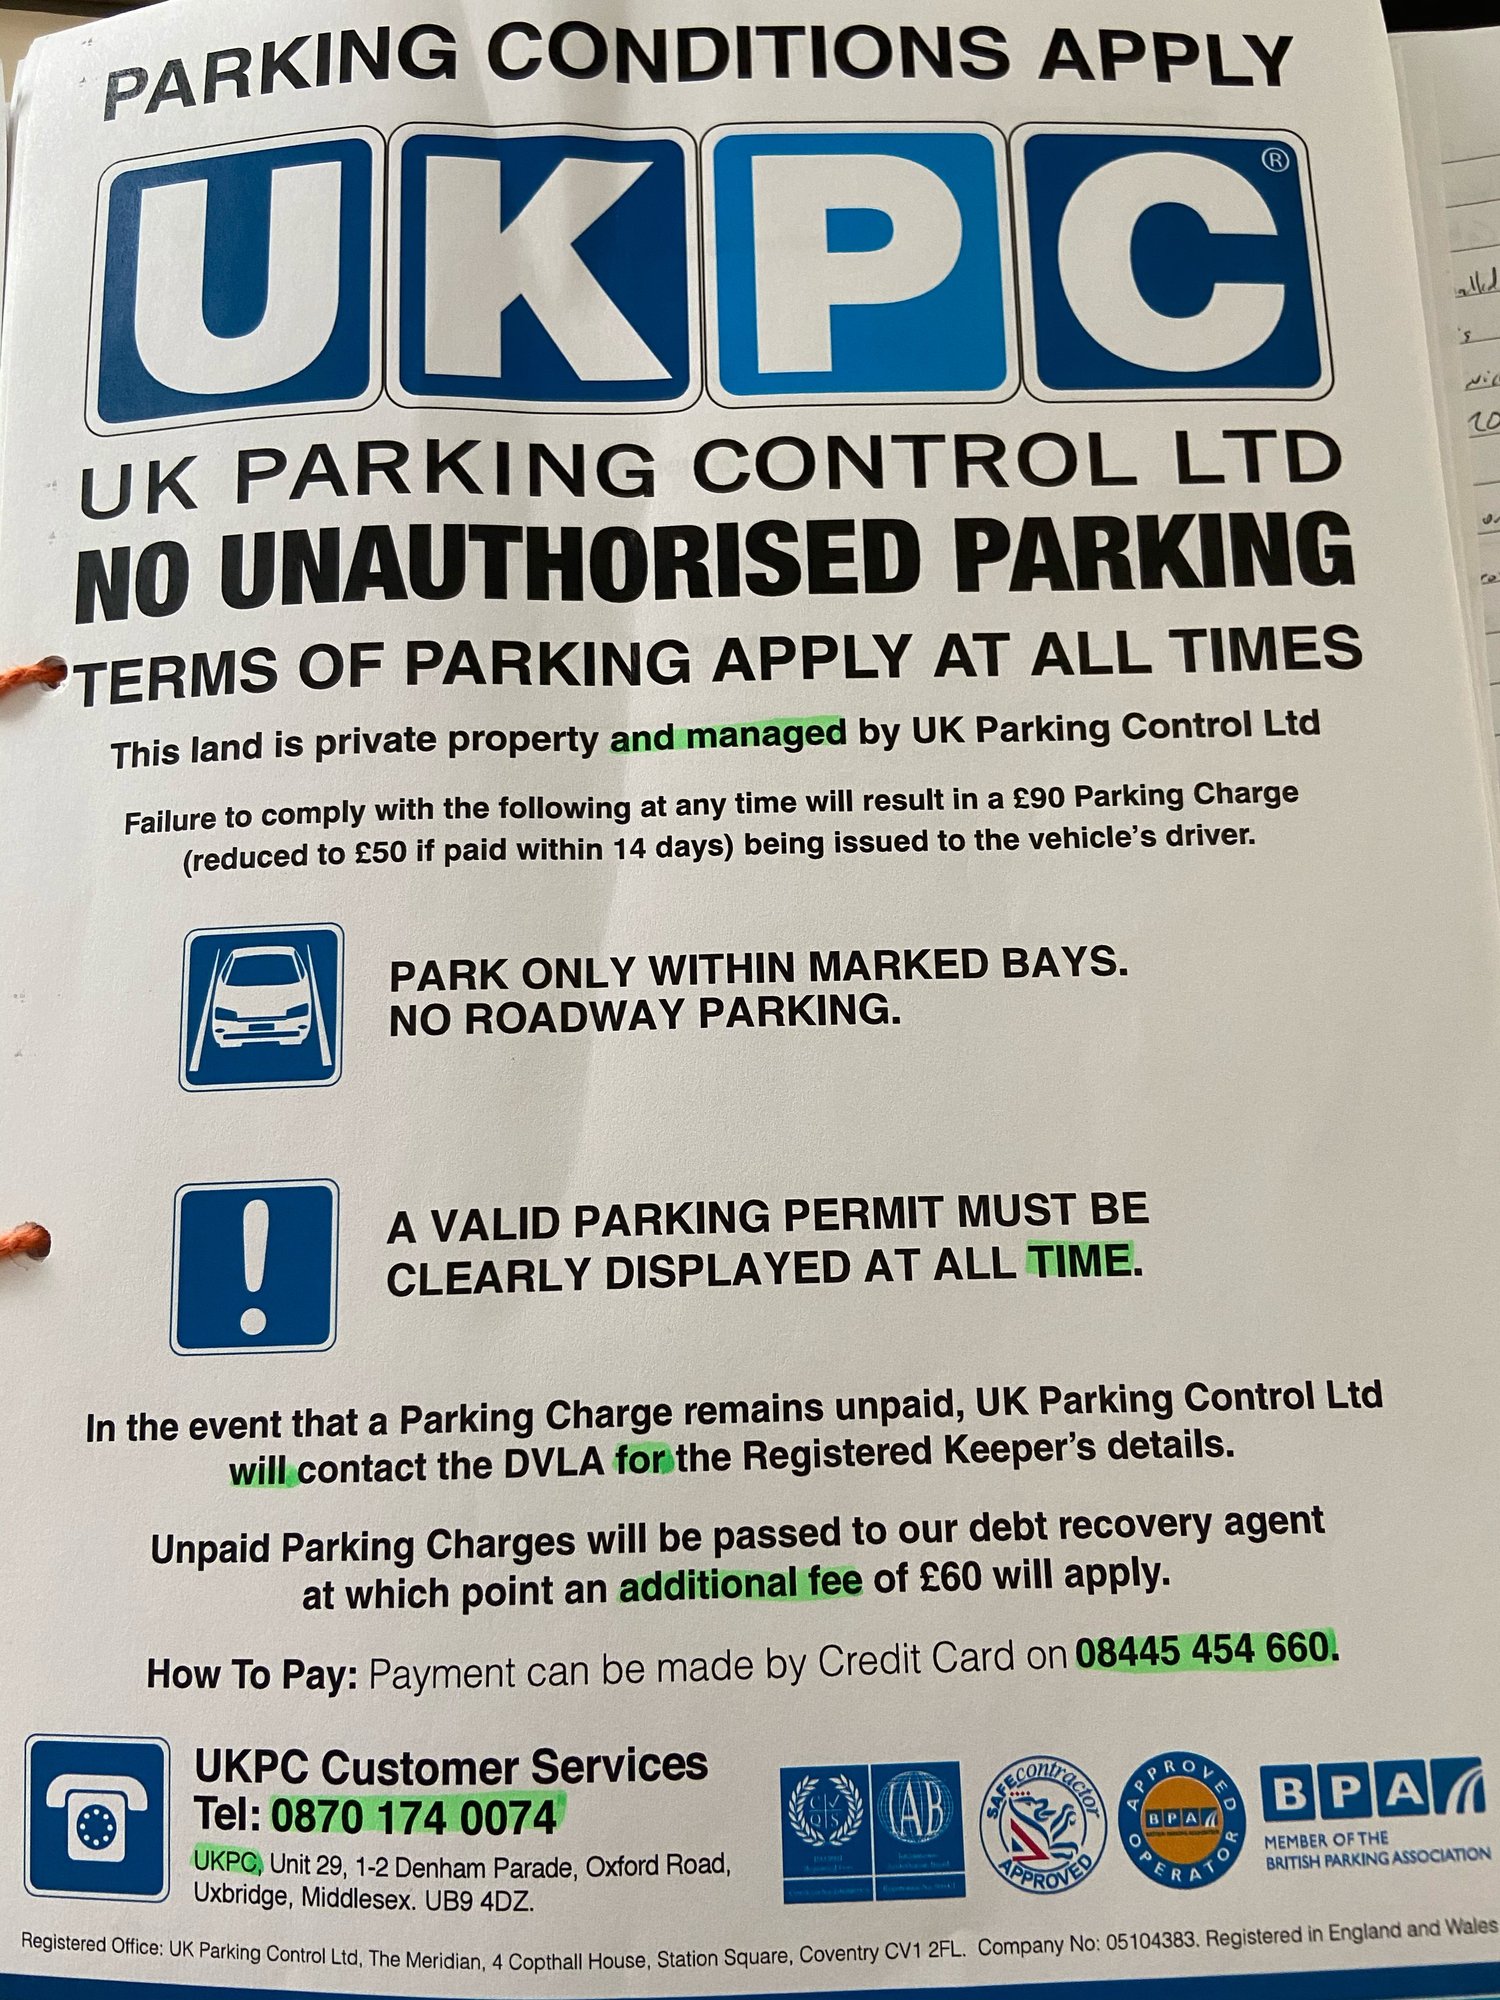 PARKING CONDITIONS APPLY
UKPC®
UK PARKING CONTROL LTD
NO UNAUTHORISED PARKING
TERMS OF PARKING APPLY AT ALL TIMES
This land is private property and managed by UK Parking Control Ltd
Failure to comply with the following at any time will result in a £90 Parking Charge
(reduced to £50 if paid within 14 days) being issued to the vehicle's driver.
PARK ONLY WITHIN MARKED BAYS.
NO ROADWAY PARKING.
A VALID PARKING PERMIT MUST BE
CLEARLY DISPLAYED AT ALL TIME.
In the event that a Parking Charge remains unpaid, UK Parking Control Ltd
will contact the DVLA for the Registered Keeper's details.
Unpaid Parking Charges will be passed to our debt recovery agent
at which point an additional fee of £60 will apply.
How To Pay: Payment can be made by Credit Card on 08445 454 660.
UKPC Customer Services
Tel: 0870 174 0074
UKPC, Unit 29, 1-2 Denham Parade, Oxford Road,
Uxbridge, Middlesex. UB9 4DZ.
SAFEcontractor
APPROVED
APPROVED
BPA
OPERATOR
BPA
MEMBER OF THE
BRITISH PARKING ASSOCIATION
Registered Office: UK Parking Control Ltd, The Meridian, 4 Copthall House, Station Square, Coventry CV1 2FL. Company No: 05104383. Registered in England and Wales